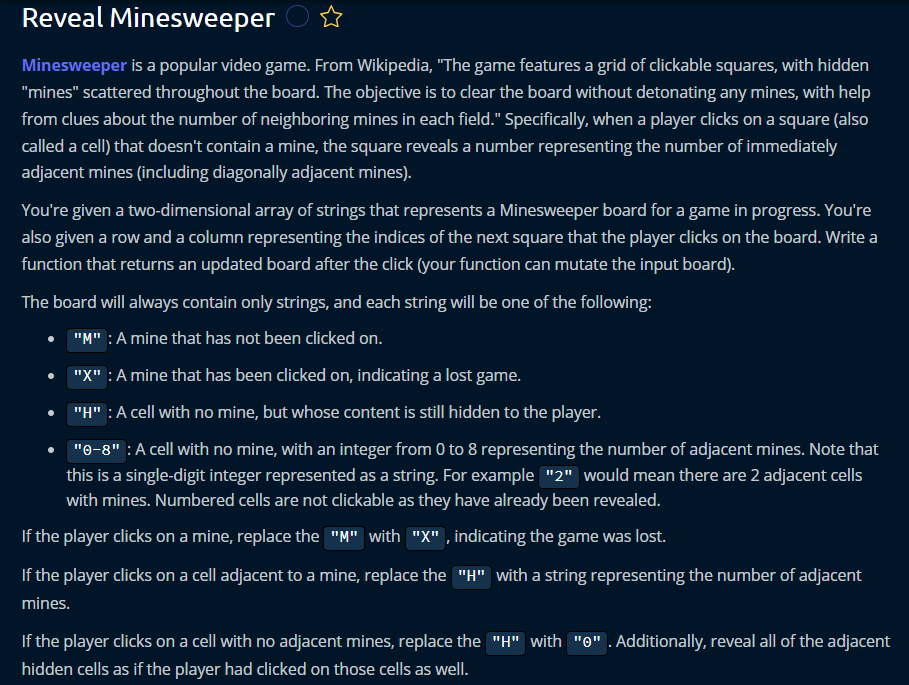 Reveal Minesweeper
Minesweeper is a popular video game. From Wikipedia, "The game features a grid of clickable squares, with hidden
"mines" scattered throughout the board. The objective is to clear the board without detonating any mines, with help
from clues about the number of neighboring mines in each field." Specifically, when a player clicks on a square (also
called a cell) that doesn't contain a mine, the square reveals a number representing the number of immediately
adjacent mines (including diagonally adjacent mines).
You're given a two-dimensional array of strings that represents a Minesweeper board for a game in progress. You're
also given a row and a column representing the indices of the next square that the player clicks on the board. Write a
function that returns an updated board after the click (your function can mutate the input board).
The board will always contain only strings, and each string will be one of the following:
• "M": A mine that has not been clicked on.
• "X": A mine that has been clicked on, indicating a lost game.
• "H": A cell with no mine, but whose content is still hidden to the player.
• "0-8": A cell with no mine, with an integer from 0 to 8 representing the number of adjacent mines. Note that
this is a single-digit integer represented as a string. For example "2" would mean there are 2 adjacent cells
with mines. Numbered cells are not clickable as they have already been revealed.
If the player clicks on a mine, replace the "M" with "X", indicating the game was lost.
If the player clicks on a cell adjacent to a mine, replace the "H" with a string representing the number of adjacent
mines.
If the player clicks on a cell with no adjacent mines, replace the "H" with "0". Additionally, reveal all of the adjacent
hidden cells as if the player had clicked on those cells as well.